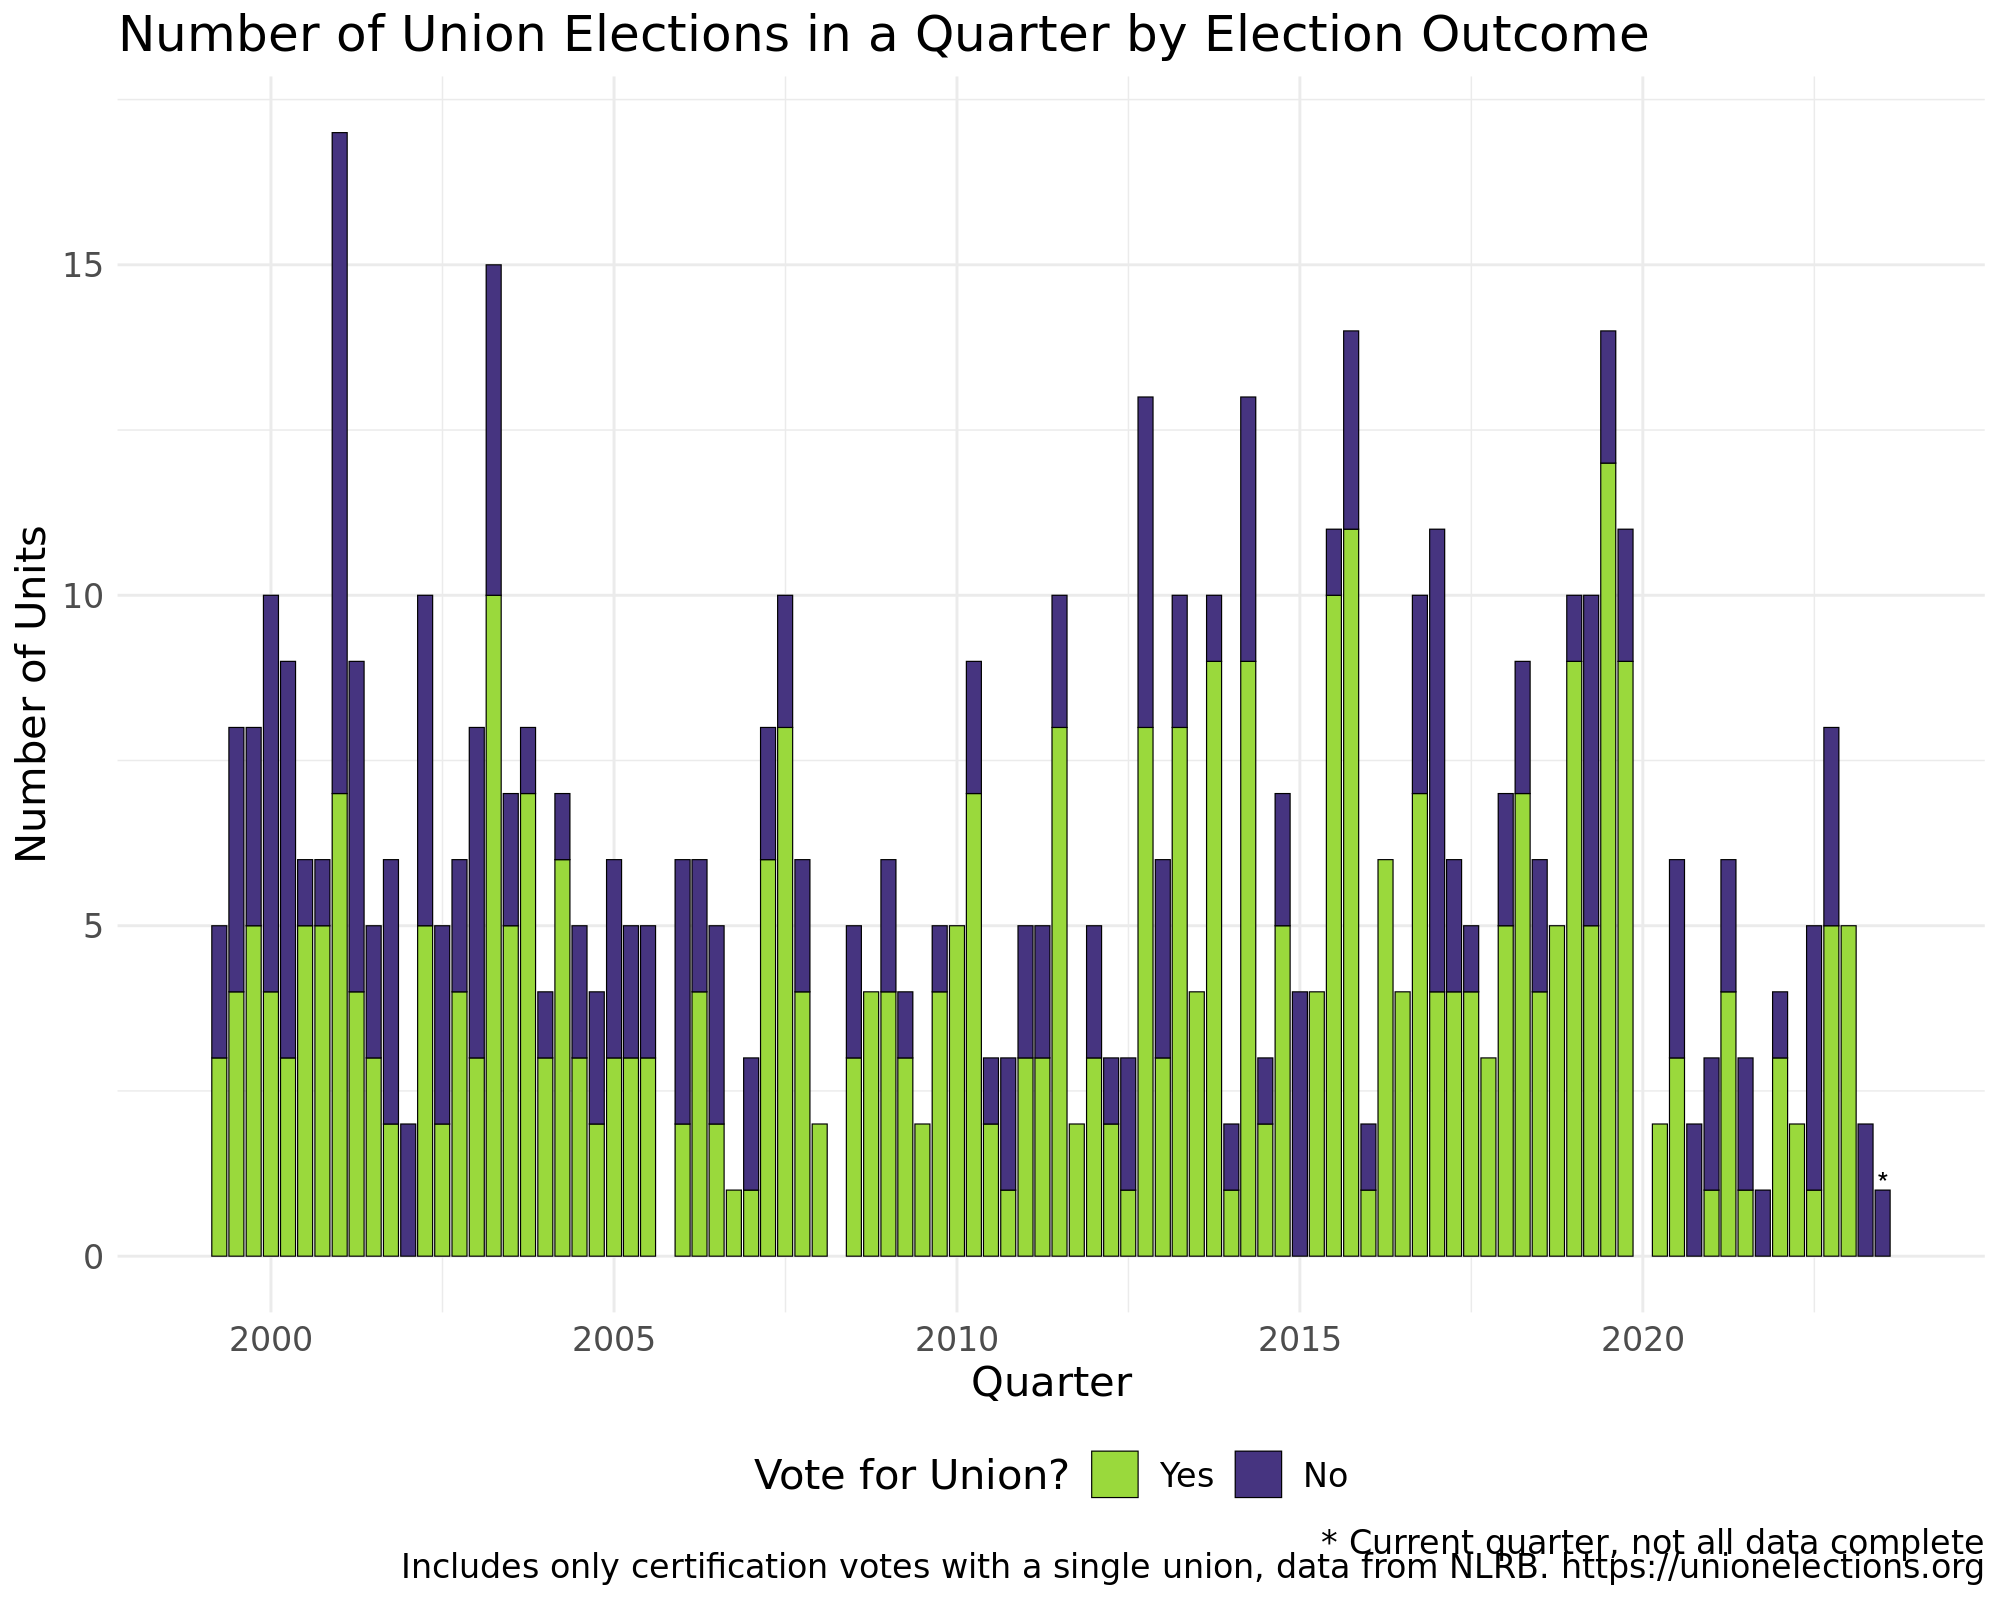 Number of Union Elections in a Quarter by Election Outcome
Number of Units
15
10
5
0
*
2000 2005 2010 2015 2020
Quarter
Vote for Union? Yes No
* Current quarter, not all data complete
Includes only certification votes with a single union, data from NLRB. https://unionelections.org